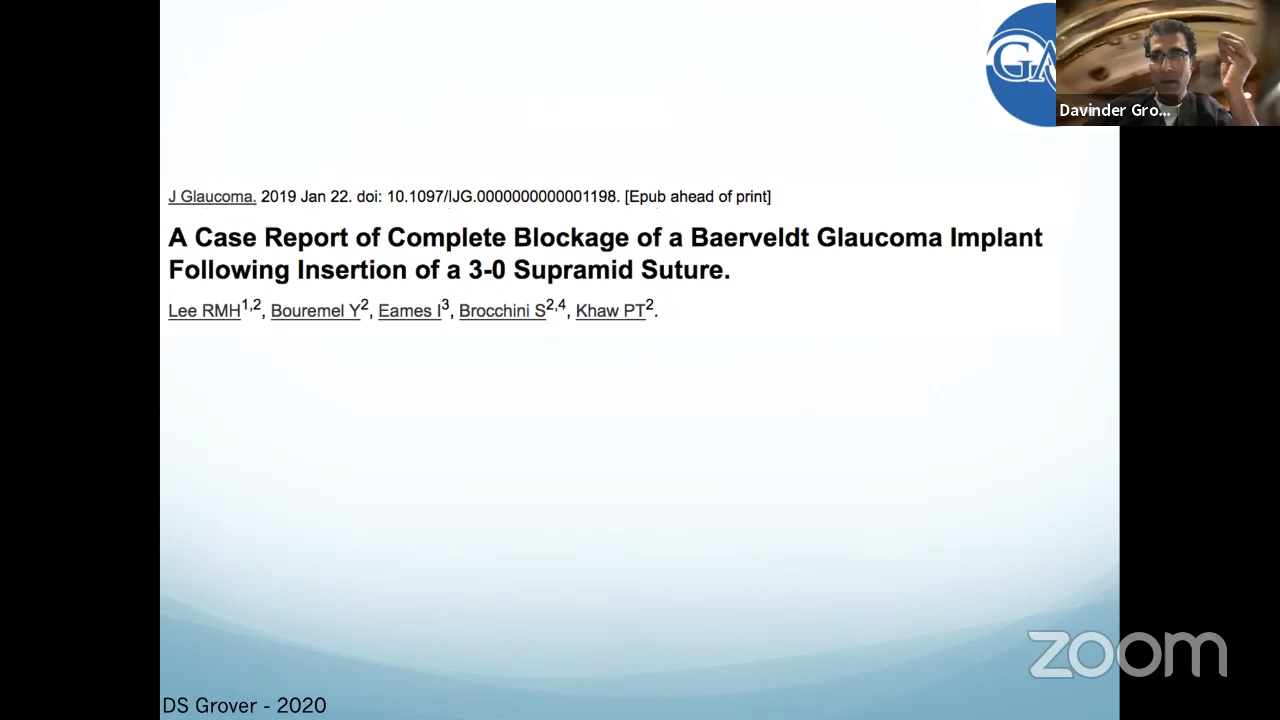 GA
Davinder Gro...
J Glaucoma. 2019 Jan 22. doi: 10.1097/IJG.0000000000001198. [Epub ahead of print]
A Case Report of Complete Blockage of a Baerveldt Glaucoma Implant
Following Insertion of a 3-0 Supramid Suture.
Lee RMH1,2, Bouremel Y2, Eames I3, Brocchini S2,4, Khaw PT2.
zoom
DS Grover - 2020